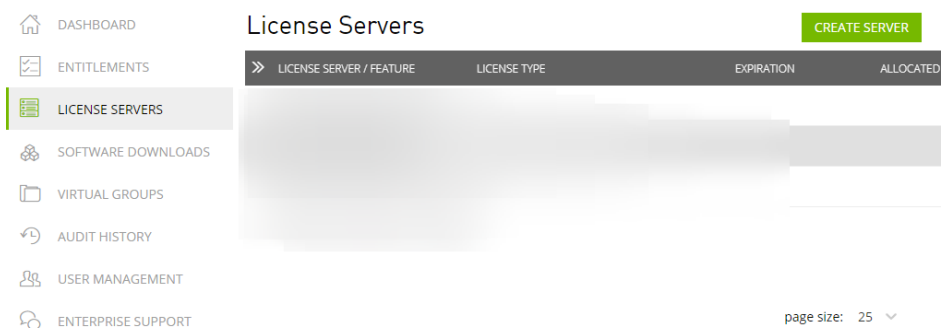 DASHBOARD
ENTITLEMENTS
LICENSE SERVERS
SOFTWARE DOWNLOADS
VIRTUAL GROUPS
AUDIT HISTORY
USER MANAGEMENT
ENTERPRISE SUPPORT
License Servers
CREATE SERVER
LICENSE SERVER / FEATURE LICENSE TYPE EXPIRATION ALLOCATED
page size: 25